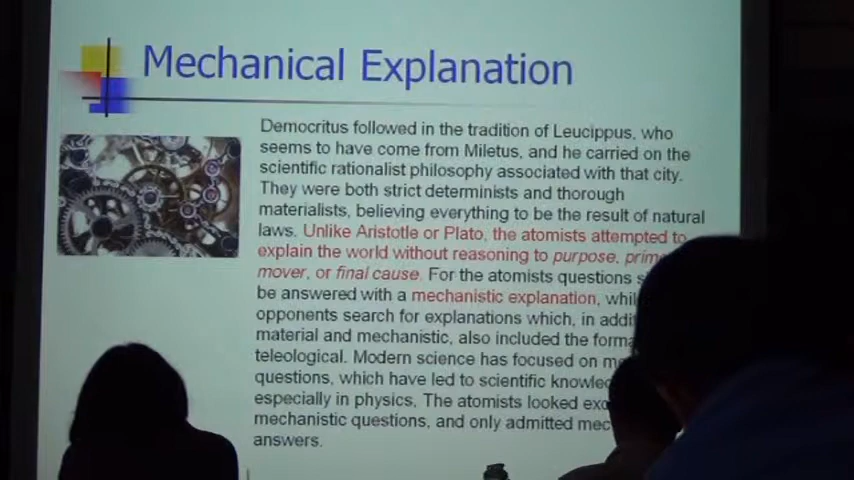 Mechanical Explanation
Democritus followed in the tradition of Leucippus, who
seems to have come from Miletus, and he carried on the
scientific rationalist philosophy associated with that city.
They were both strict determinists and thorough
materialists, believing everything to be the result of natural
laws. Unlike Aristotle or Plato, the atomists attempted to
explain the world without reasoning to purpose,
mover, or final cause. For the atomists questions
be answered with a mechanistic explanation,
opponents search for explanations which, in
material and mechanistic, also included the
teleological. Modern science has focused on
questions, which have led to scientific
especially in physics. The atomists looked
mechanistic questions, and only admitted
answers.